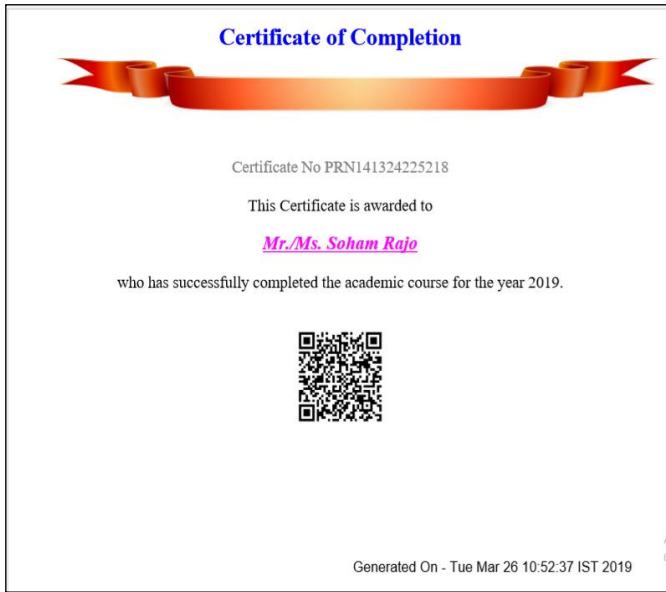 Certificate of Completion
Certificate No PRN141324225218
This Certificate is awarded to
Mr./Ms. Soham Rajo
who has successfully completed the academic course for the year 2019.
Generated On - Tue Mar 26 10:52:37 IST 2019